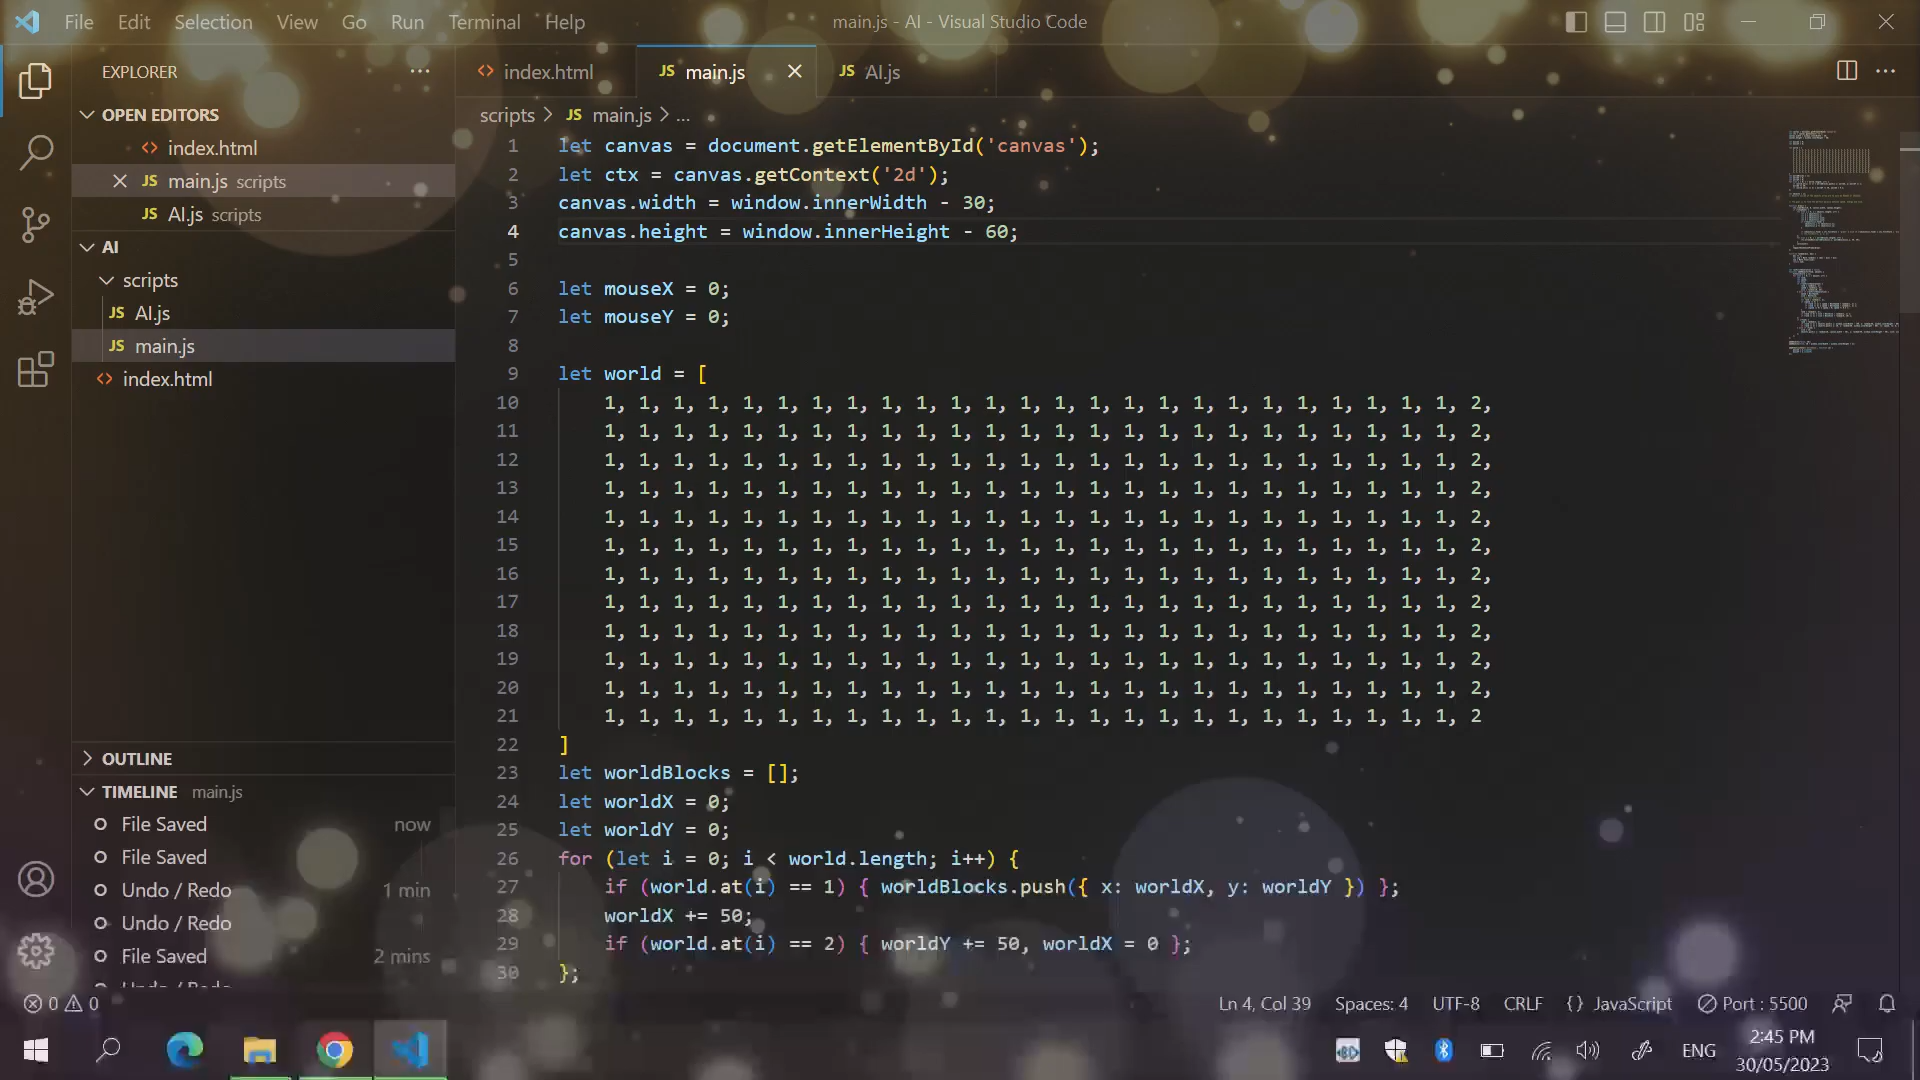 File Edit Selection View Go Run Terminal Help
main.js - AI - Visual Studio Code
EXPLORER
OPEN EDITORS
index.html
main.js scripts
AI.js scripts
AI
scripts
AI.js
main.js
index.html
OUTLINE
TIMELINE main.js
File Saved now
File Saved
Undo / Redo 1 min
Undo / Redo
File Saved 2 mins
Undo / Redo
index.html
JS main.js
JS AI.js
scripts > JS main.js > ...
1 let canvas = document.getElementById('canvas');
2 let ctx = canvas.getContext('2d');
3 canvas.width = window.innerWidth - 30;
4 canvas.height = window.innerHeight - 60;
5
6 let mouseX = 0;
7 let mouseY = 0;
8
9 let world = [
10 1, 1, 1, 1, 1, 1, 1, 1, 1, 1, 1, 1, 1, 1, 1, 1, 1, 1, 1, 1, 1, 1, 1, 1, 1, 2,
11 1, 1, 1, 1, 1, 1, 1, 1, 1, 1, 1, 1, 1, 1, 1, 1, 1, 1, 1, 1, 1, 1, 1, 1, 1, 2,
12 1, 1, 1, 1, 1, 1, 1, 1, 1, 1, 1, 1, 1, 1, 1, 1, 1, 1, 1, 1, 1, 1, 1, 1, 1, 2,
13 1, 1, 1, 1, 1, 1, 1, 1, 1, 1, 1, 1, 1, 1, 1, 1, 1, 1, 1, 1, 1, 1, 1, 1, 1, 2,
14 1, 1, 1, 1, 1, 1, 1, 1, 1, 1, 1, 1, 1, 1, 1, 1, 1, 1, 1, 1, 1, 1, 1, 1, 1, 2,
15 1, 1, 1, 1, 1, 1, 1, 1, 1, 1, 1, 1, 1, 1, 1, 1, 1, 1, 1, 1, 1, 1, 1, 1, 1, 2,
16 1, 1, 1, 1, 1, 1, 1, 1, 1, 1, 1, 1, 1, 1, 1, 1, 1, 1, 1, 1, 1, 1, 1, 1, 1, 2,
17 1, 1, 1, 1, 1, 1, 1, 1, 1, 1, 1, 1, 1, 1, 1, 1, 1, 1, 1, 1, 1, 1, 1, 1, 1, 2,
18 1, 1, 1, 1, 1, 1, 1, 1, 1, 1, 1, 1, 1, 1, 1, 1, 1, 1, 1, 1, 1, 1, 1, 1, 1, 2,
19 1, 1, 1, 1, 1, 1, 1, 1, 1, 1, 1, 1, 1, 1, 1, 1, 1, 1, 1, 1, 1, 1, 1, 1, 1, 2,
20 1, 1, 1, 1, 1, 1, 1, 1, 1, 1, 1, 1, 1, 1, 1, 1, 1, 1, 1, 1, 1, 1, 1, 1, 1, 2,
21 1, 1, 1, 1, 1, 1, 1, 1, 1, 1, 1, 1, 1, 1, 1, 1, 1, 1, 1, 1, 1, 1, 1, 1, 1, 2
22 ]
23 let worldBlocks = [];
24 let worldX = 0;
25 let worldY = 0;
26 for (let i = 0; i < world.length; i++) {
27 if (world.at(i) == 1) { worldBlocks.push({ x: worldX, y: worldY }) };
28 worldX += 50;
29 if (world.at(i) == 2) { worldY += 50, worldX = 0 };
30 };
0 0
Ln 4, Col 39 Spaces: 4 UTF-8 CRLF {} JavaScript Port : 5500
ENG
2:45 PM
30/05/2023